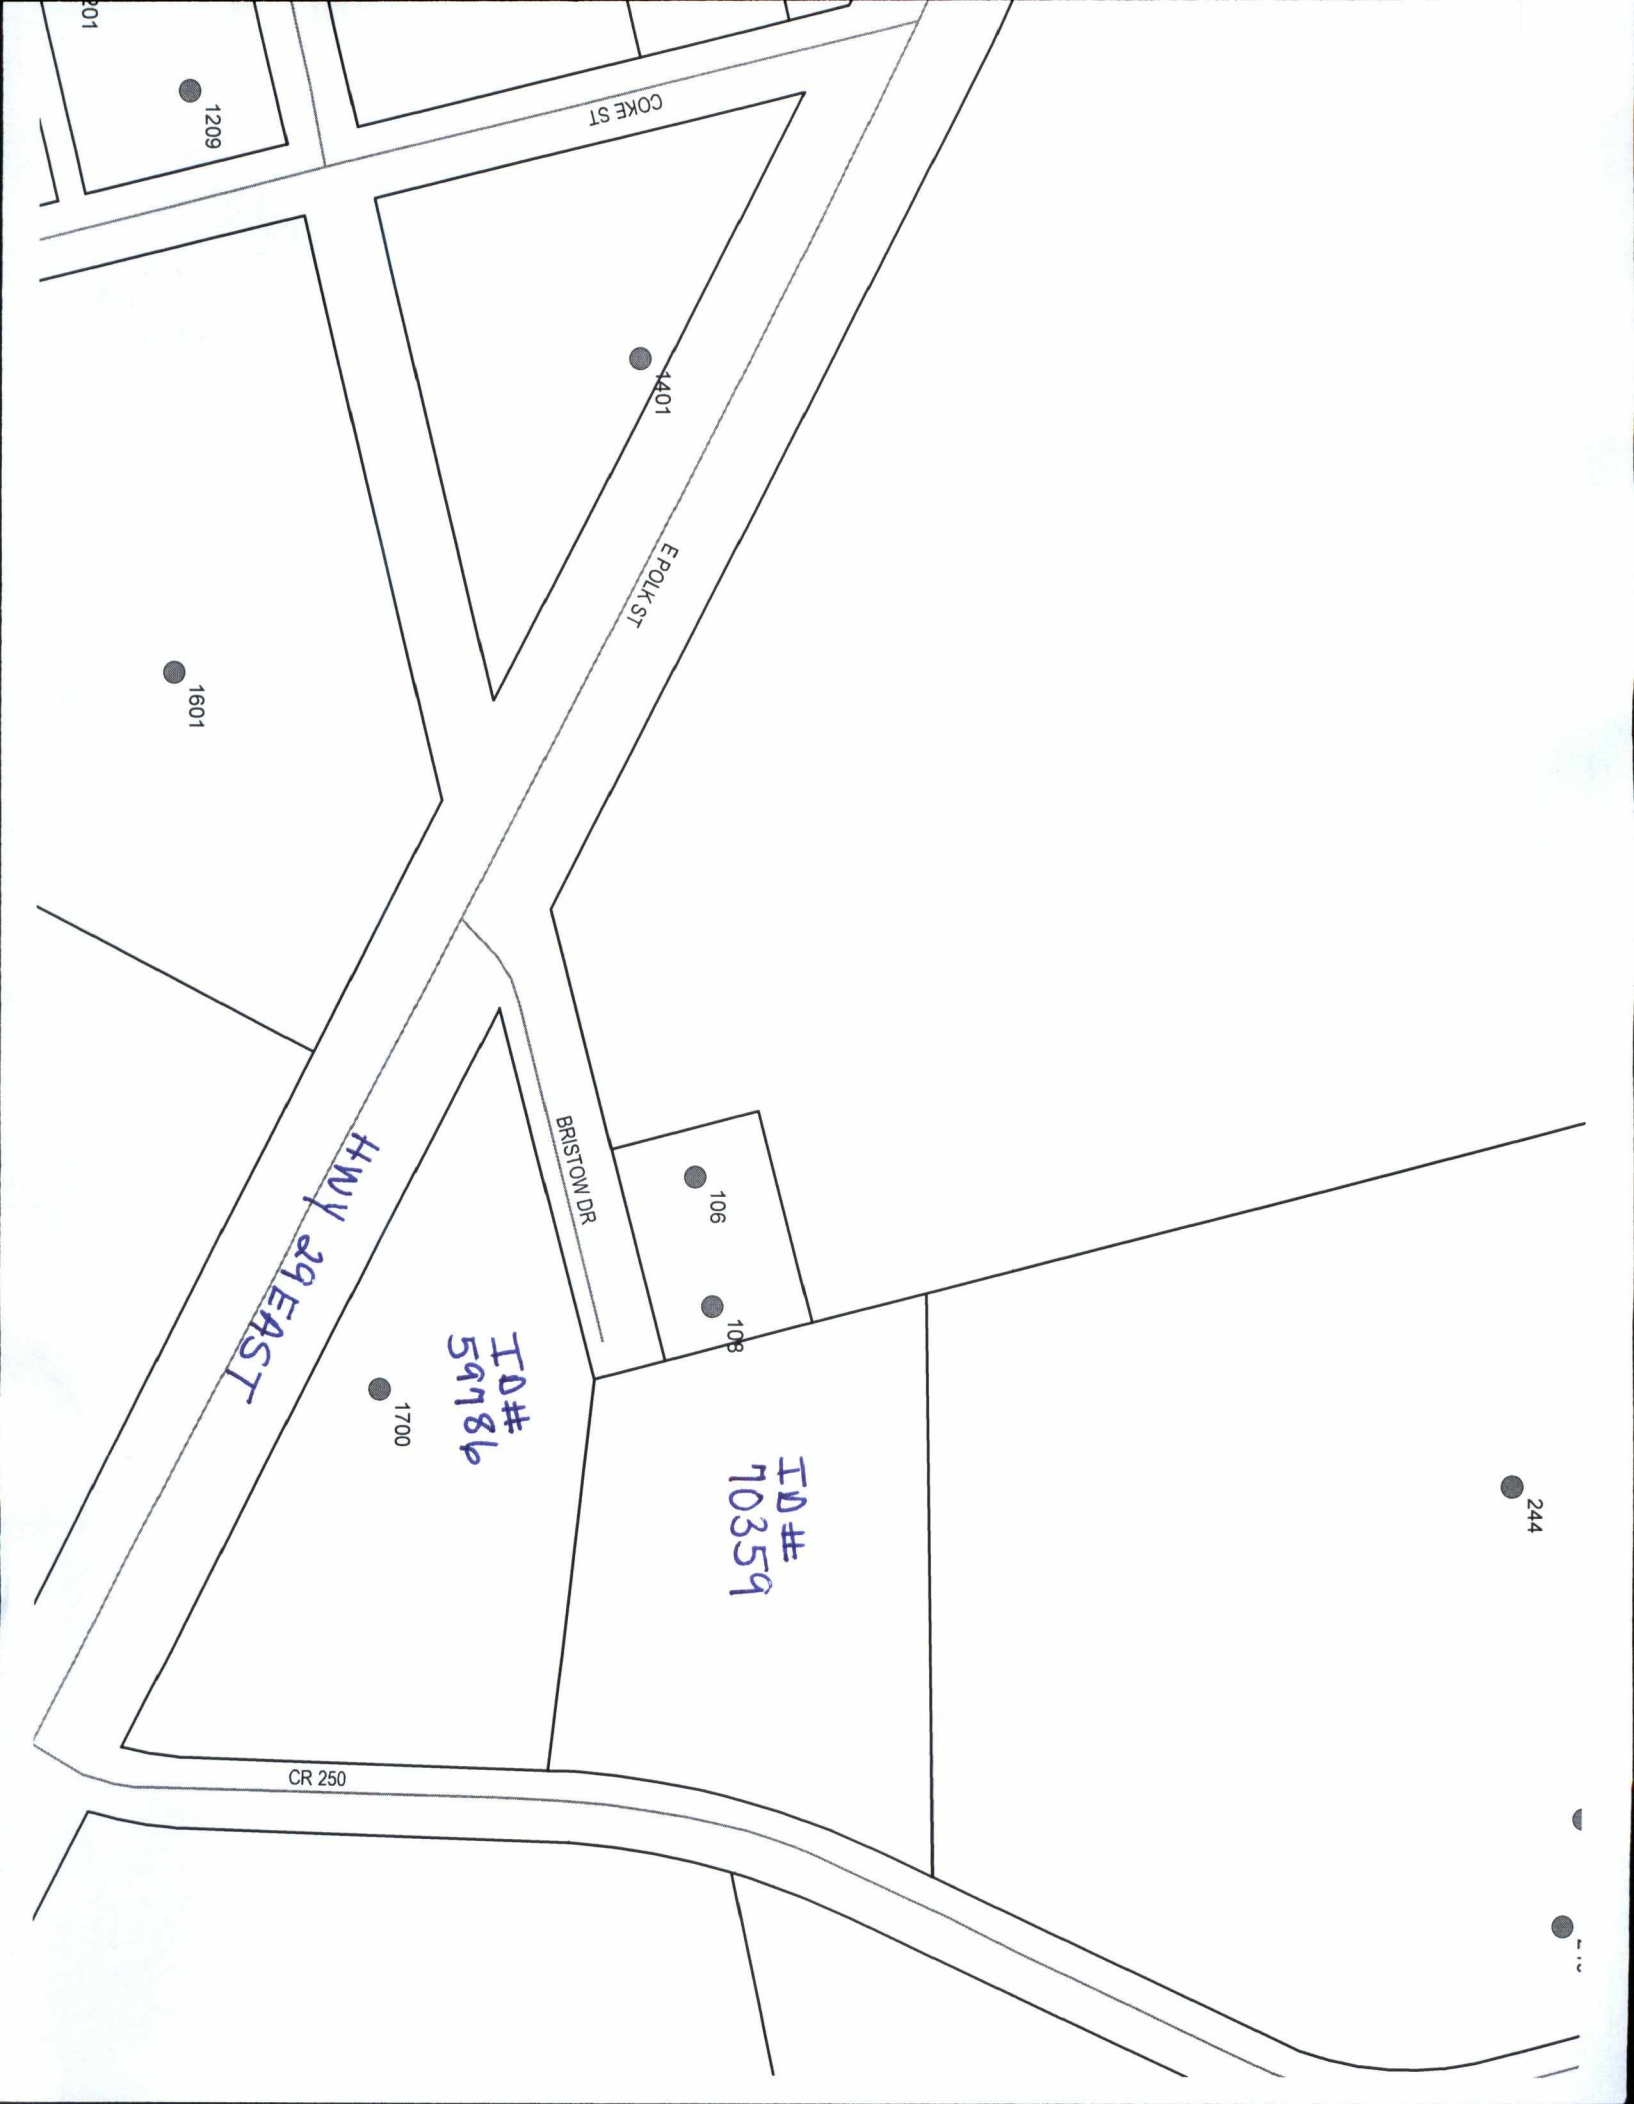 201
1209
COKE ST
1401
E POLK ST
1601
BRISTOW DR
106
108
HWY 29 EAST
ID#
59786
1700
ID#
70359
244
CR 250